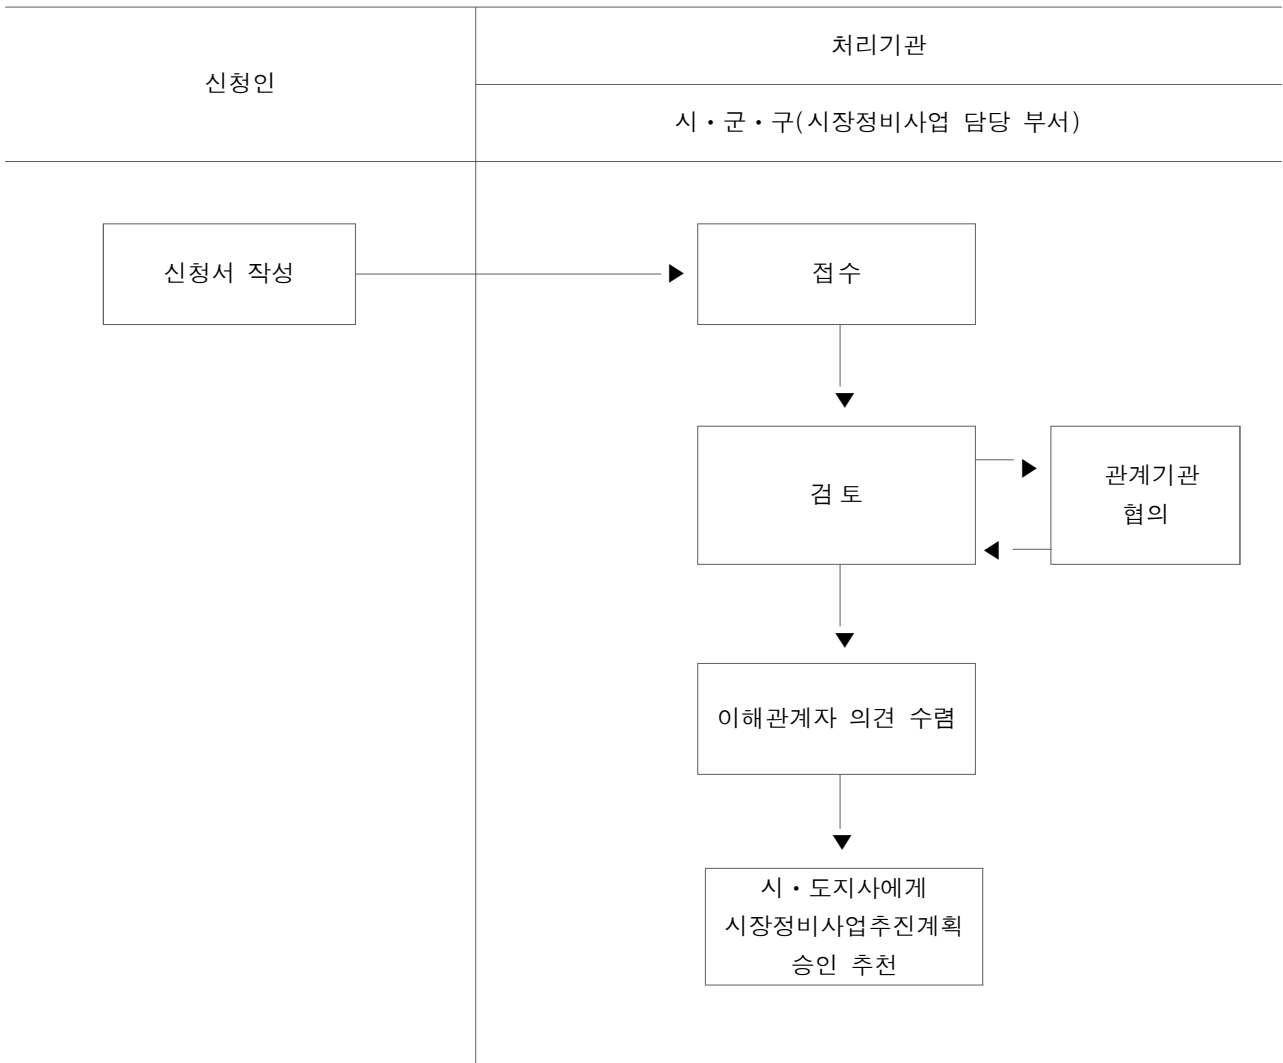 신청인
처리기관
시・군・구(시장정비사업 담당 부서)
신청서 작성
접수
검 토
관계기관
협의
이해관계자 의견 수렴
시・도지사에게
시장정비사업추진계획
승인 추천